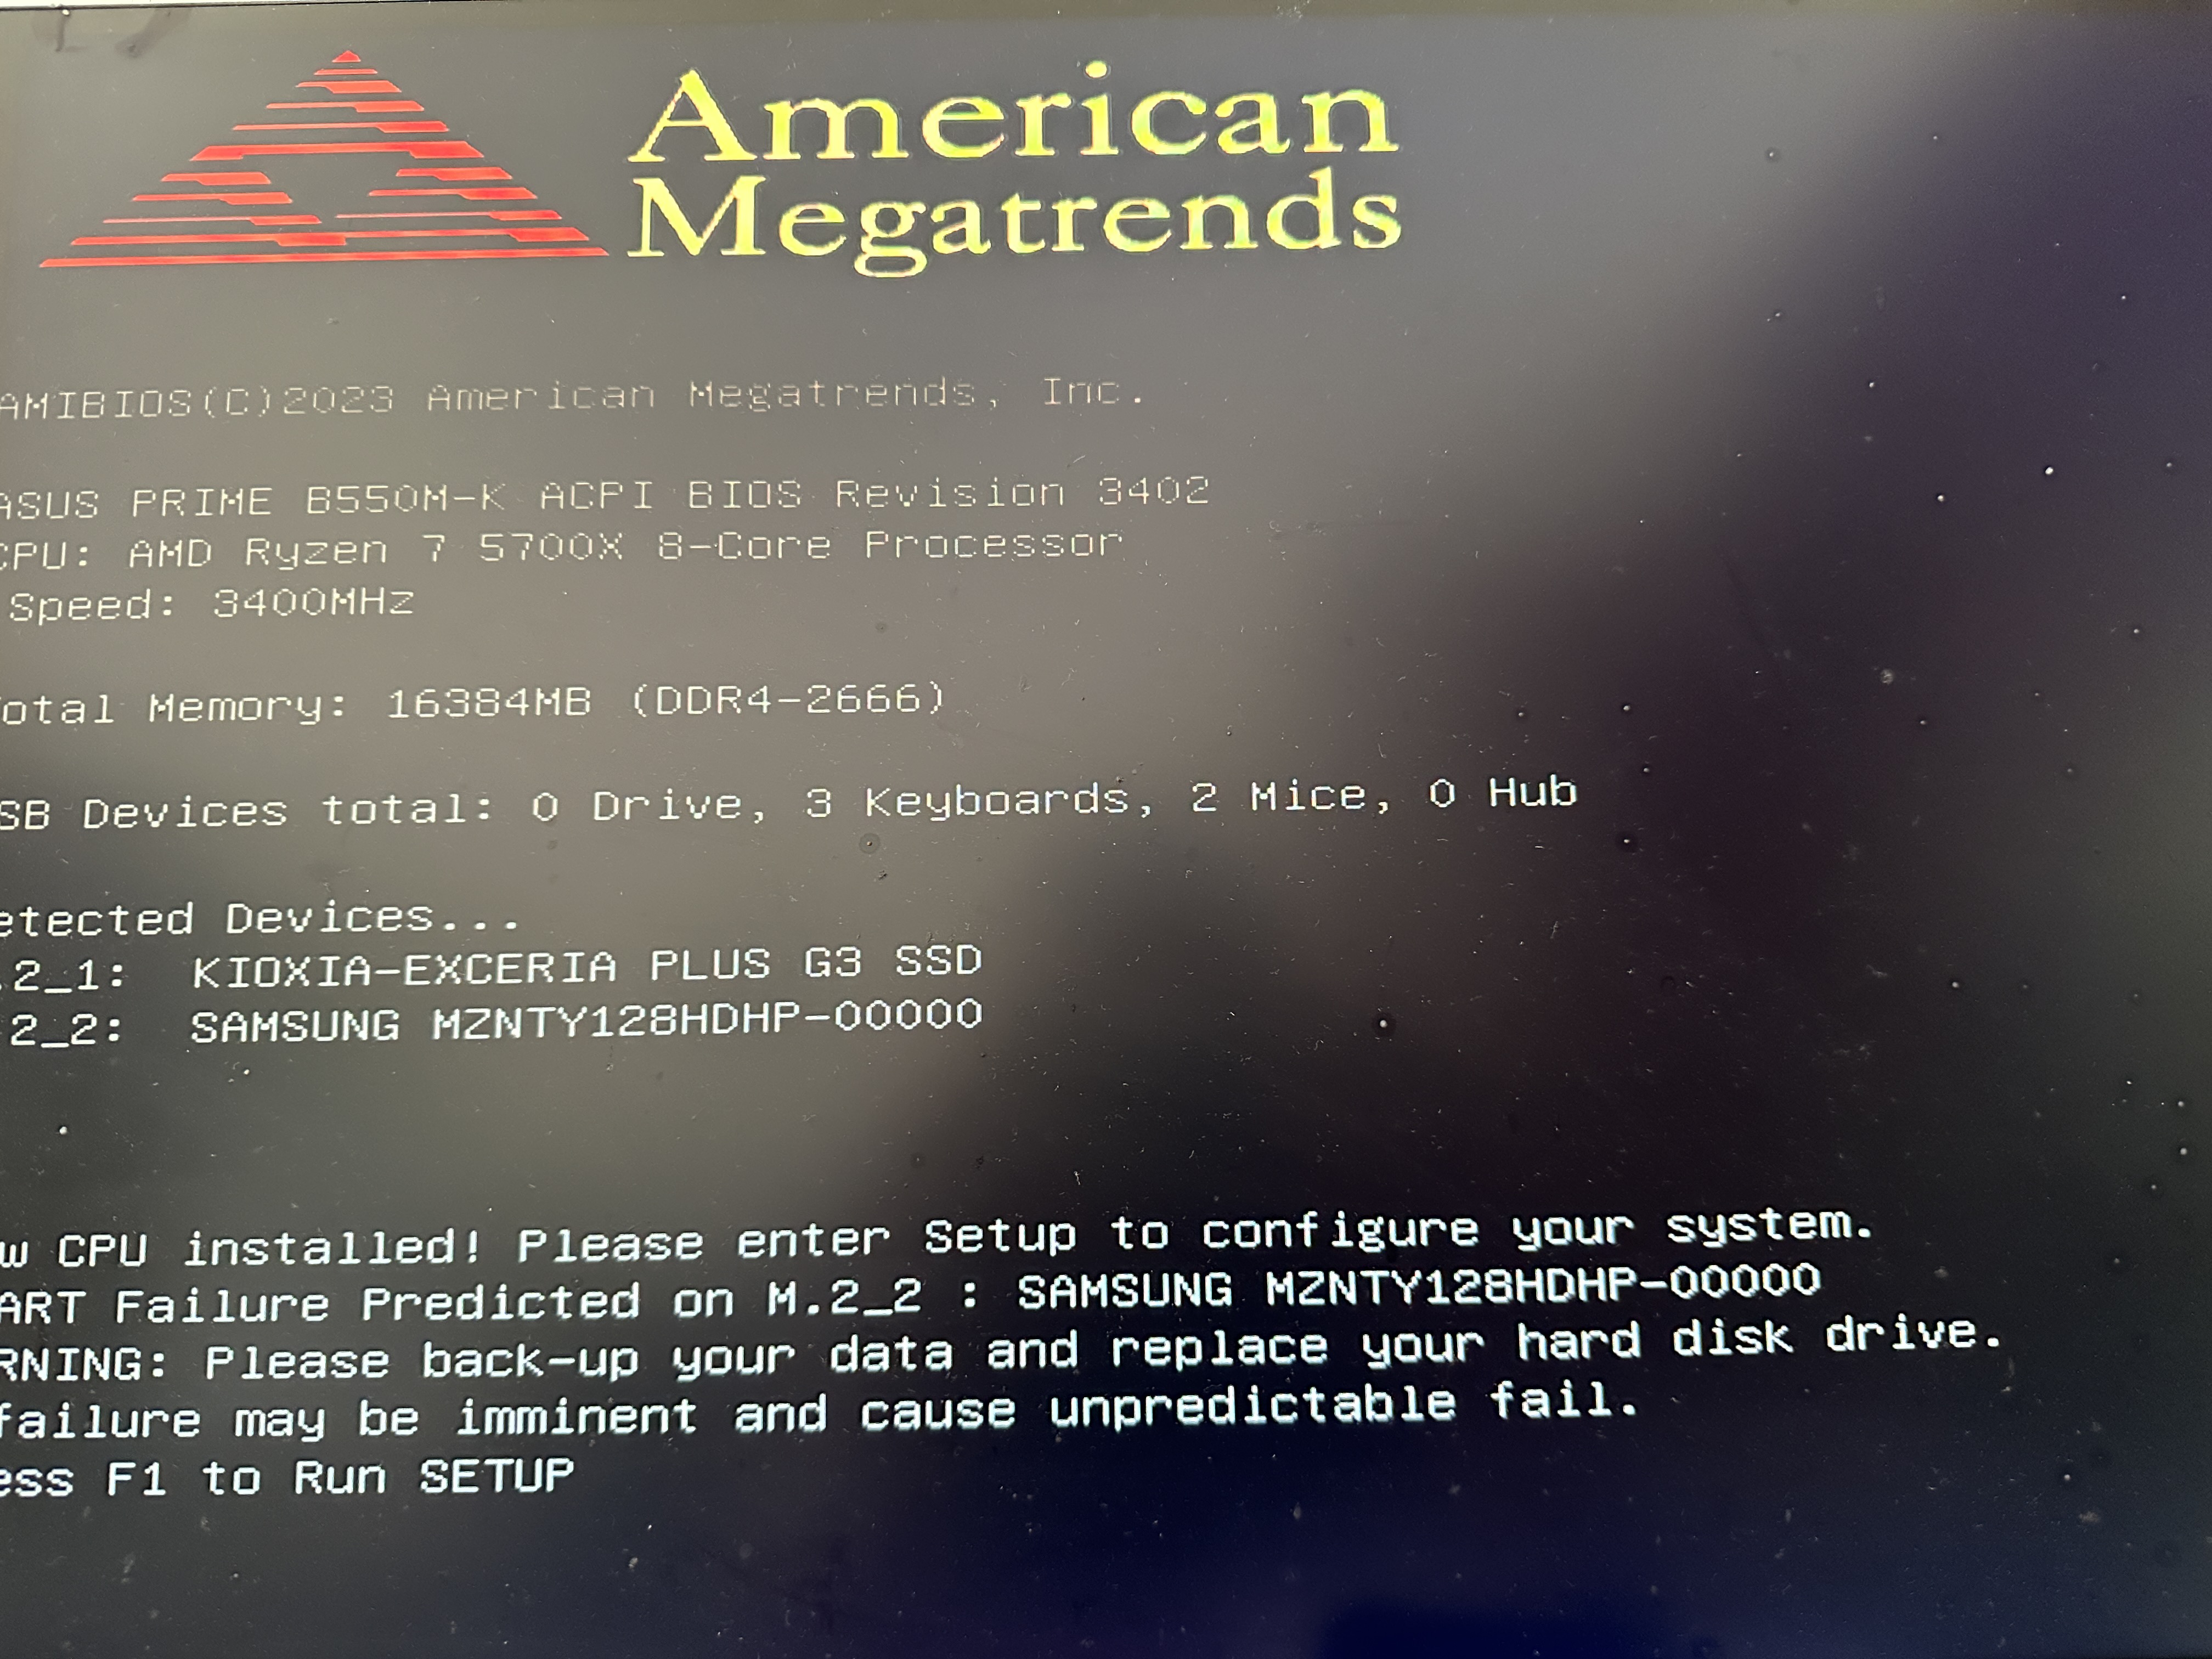 American
Megatrends
AMIBIOS(C)2023 American Megatrends, Inc.
ASUS PRIME B550M-K ACPI BIOS Revision 3402
CPU: AMD Ryzen 7 5700X 8-Core Processor
Speed: 3400MHz
otal Memory: 16384MB (DDR4-2666)
SB Devices total: 0 Drive, 3 Keyboards, 2 Mice, 0 Hub
etected Devices...
.2_1: KIOXIA-EXCERIA PLUS G3 SSD
2_2: SAMSUNG MZNTY128HDHP-00000
w CPU installed! Please enter Setup to configure your system.
ART Failure Predicted on M.2_2 : SAMSUNG MZNTY128HDHP-00000
RNING: Please back-up your data and replace your hard disk drive.
failure may be imminent and cause unpredictable fail.
ess F1 to Run SETUP